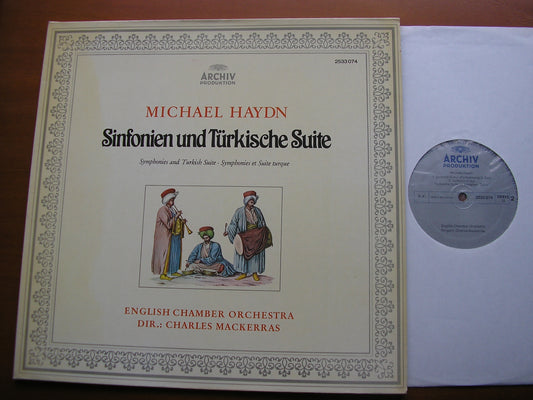 ARCHIV
PRODUKTION
2533 074
MICHAEL HAYDN
Sinfonien und Türkische Suite
Symphonies and Turkish Suite · Symphonies et Suite turque
ENGLISH CHAMBER ORCHESTRA
DIR.: CHARLES MACKERRAS
ARCHIV
PRODUKTION
2533 074
2
English Chamber Orchestra